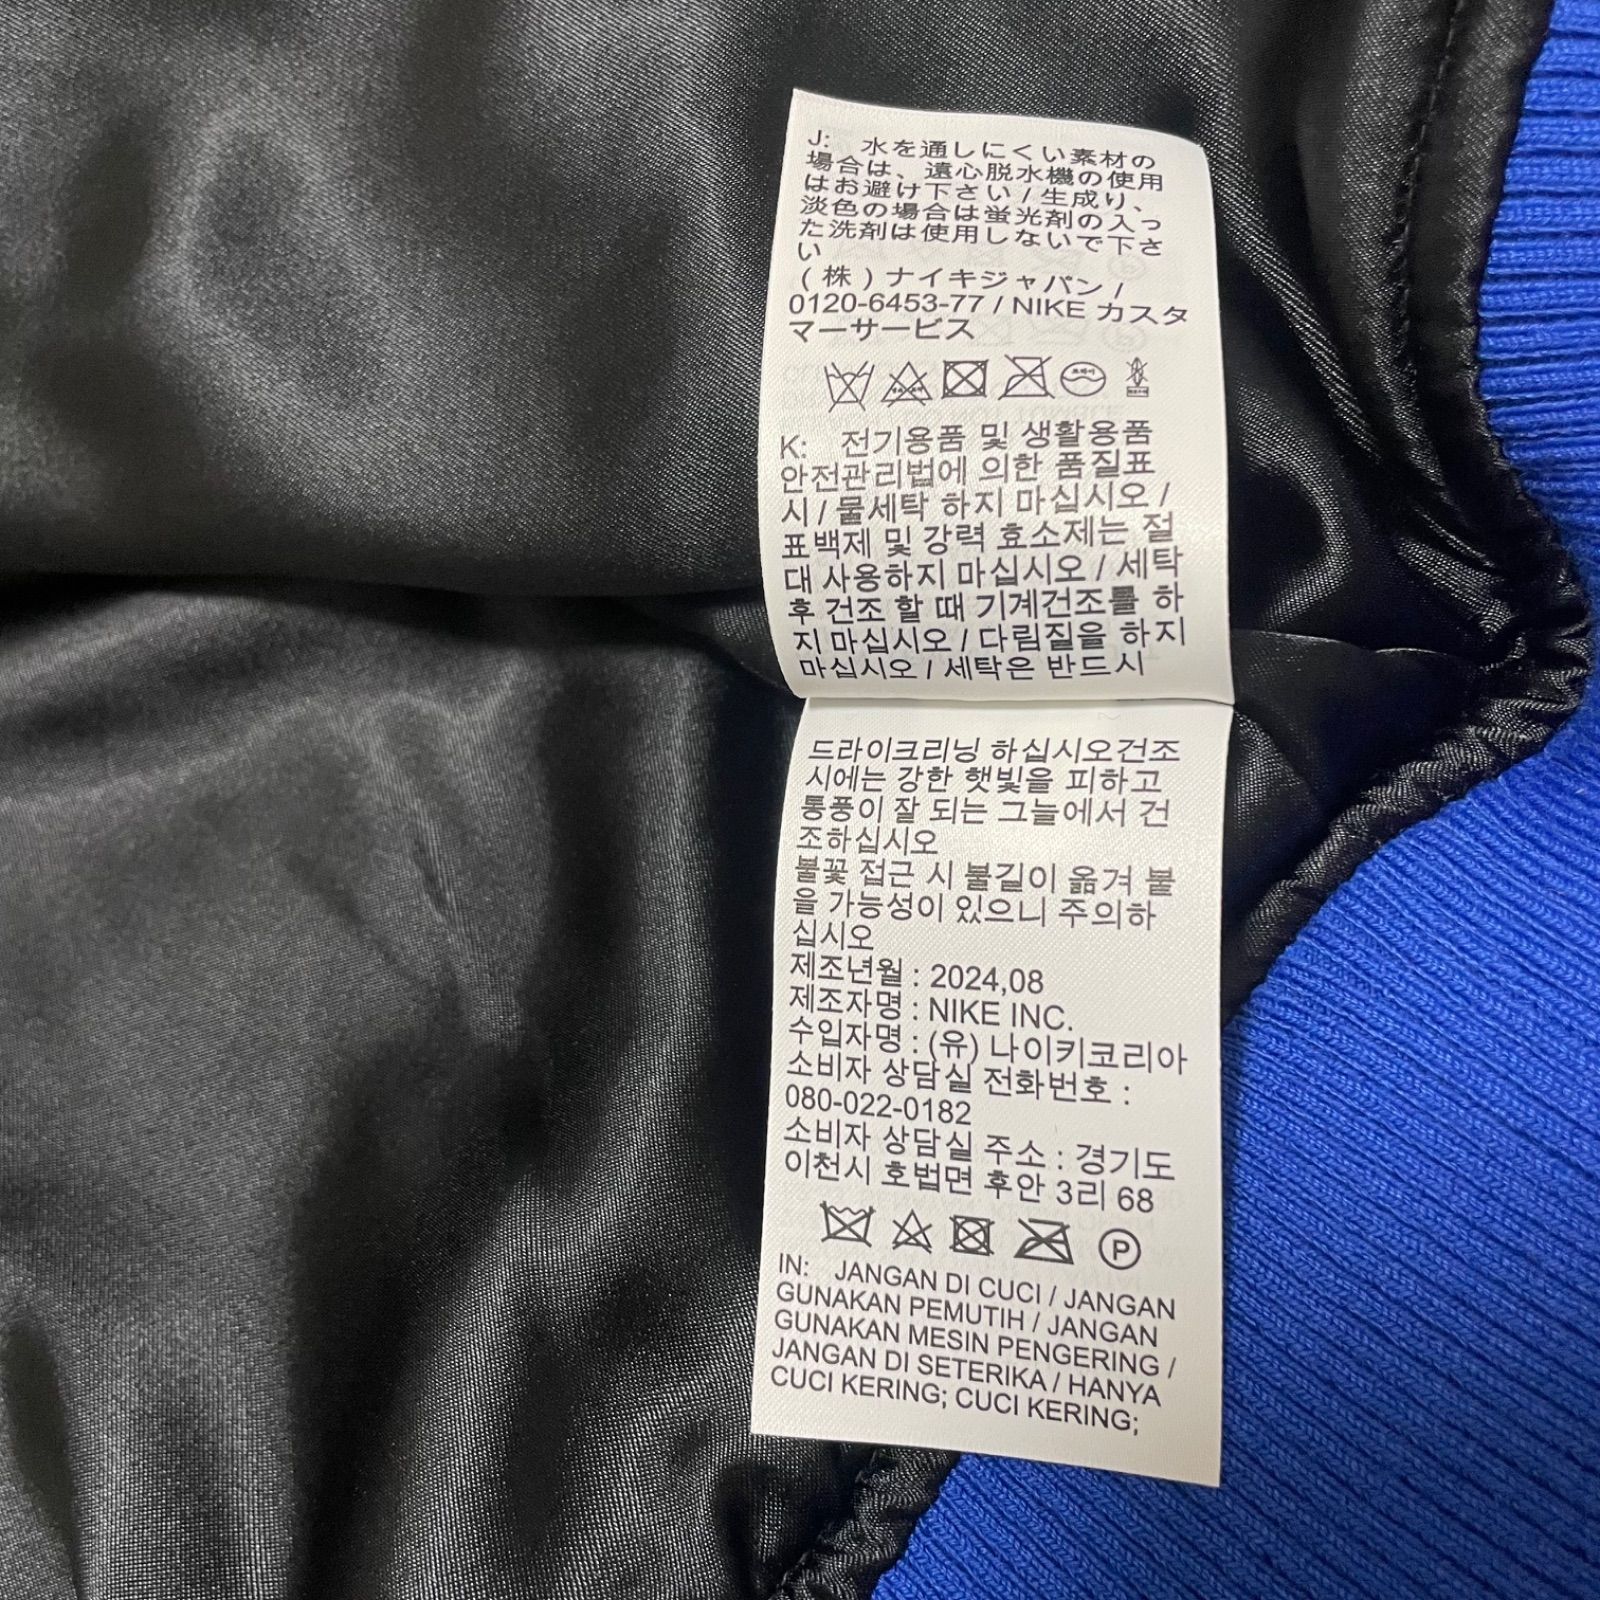 J: 水を通しにくい素材の
場合は、遠心脱水機の使用
はお避け下さい / 生成り、
淡色の場合は蛍光剤の入っ
た洗剤は使用しないで下さ
い
(株) ナイキジャパン /
0120-6453-77 / NIKE カスタ
マーサービス
K: 전기용품 및 생활용품
안전관리법에 의한 품질표
시 / 물세탁 하지 마십시오 /
표백제 및 강력 효소제는 절
대 사용하지 마십시오 / 세탁
후 건조 할 때 기계건조를 하
지 마십시오 / 다림질을 하지
마십시오 / 세탁은 반드시
드라이크리닝 하십시오건조
시에는 강한 햇빛을 피하고
통풍이 잘 되는 그늘에서 건
조하십시오
불꽃 접근 시 불길이 옮겨 붙
을 가능성이 있으니 주의하
십시오
제조년월 : 2024,08
제조자명 : NIKE INC.
수입자명 : (유) 나이키코리아
소비자 상담실 전화번호 :
080-022-0182
소비자 상담실 주소 : 경기도
이천시 호법면 후안 3리 68
P
IN: JANGAN DI CUCI / JANGAN
GUNAKAN PEMUTIH / JANGAN
GUNAKAN MESIN PENGERING /
JANGAN DI SETERIKA / HANYA
CUCI KERING; CUCI KERING;